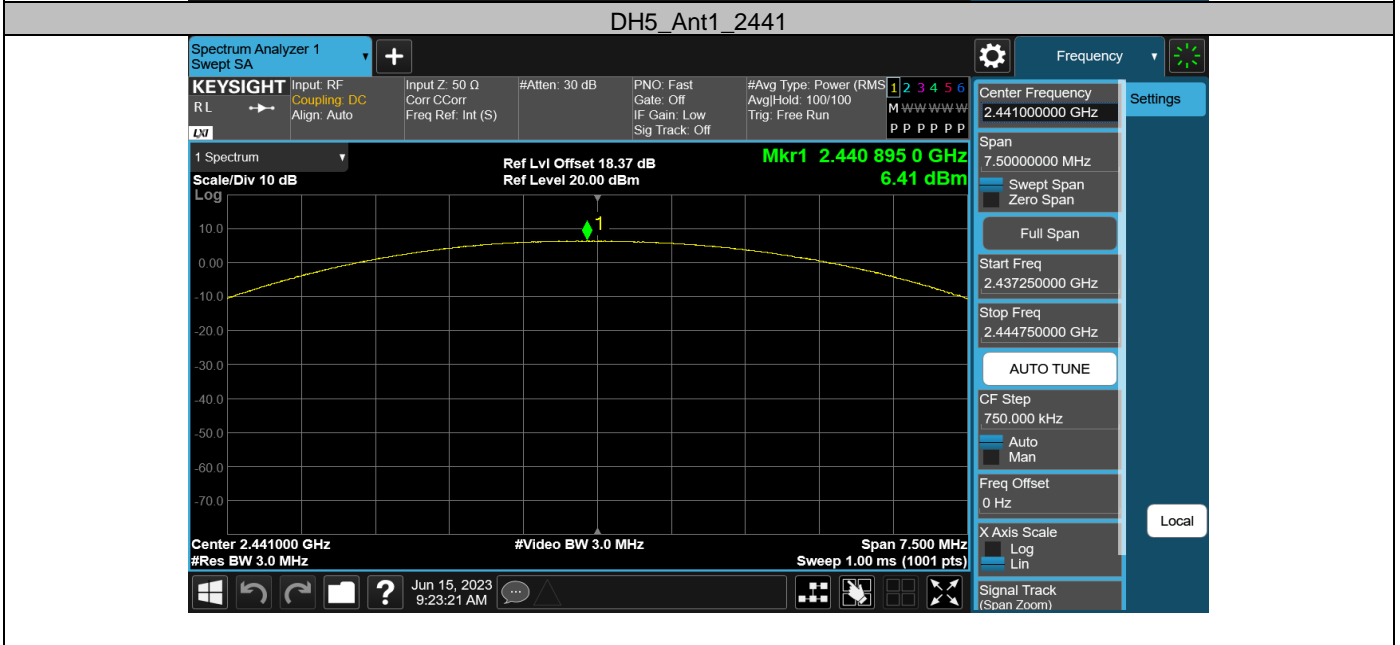 DH5_Ant1_2441
Spectrum Analyzer 1
Swept SA
Frequency
KEYSIGHT
RL
LXI
Input: RF
Coupling: DC
Align: Auto
Input Z: 50 Ω
Corr CCorr
Freq Ref: Int (S)
#Atten: 30 dB
PNO: Fast
Gate: Off
IF Gain: Low
Sig Track: Off
#Avg Type: Power (RMS
Avg|Hold: 100/100
Trig: Free Run
1 2 3 4 5 6
M W W W W W
P P P P P P
1 Spectrum
Scale/Div 10 dB
Log
Ref Lvl Offset 18.37 dB
Ref Level 20.00 dBm
Mkr1 2.440 895 0 GHz
6.41 dBm
1
10.0
0.00
-10.0
-20.0
-30.0
-40.0
-50.0
-60.0
-70.0
Center 2.441000 GHz
#Res BW 3.0 MHz
#Video BW 3.0 MHz
Span 7.500 MHz
Sweep 1.00 ms (1001 pts)
Center Frequency
2.441000000 GHz
Settings
Span
7.50000000 MHz
Swept Span
Zero Span
Full Span
Start Freq
2.437250000 GHz
Stop Freq
2.444750000 GHz
AUTO TUNE
CF Step
750.000 kHz
Auto
Man
Freq Offset
0 Hz
X Axis Scale
Log
Lin
Signal Track
(Span Zoom)
Local
?
Jun 15, 2023
9:23:21 AM